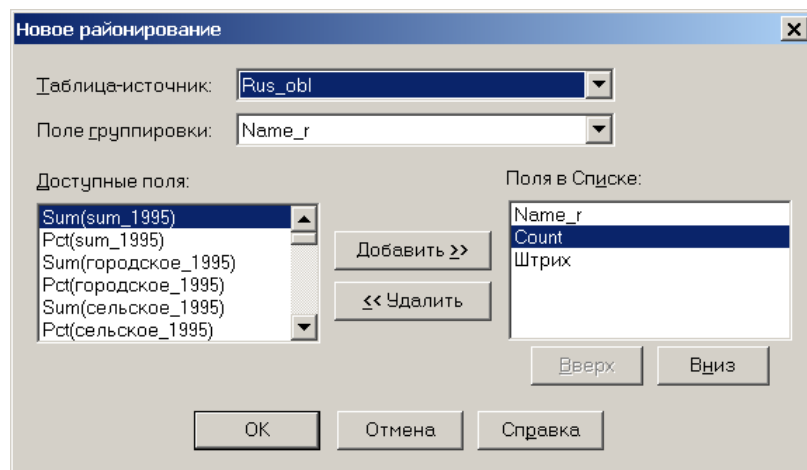 Новое районирование
Таблица-источник: Rus_obl
Поле группировки: Name_r
Доступные поля:
Sum(sum_1995)
Pct(sum_1995)
Sum(городское_1995)
Pct(городское_1995)
Sum(сельское_1995)
Pct(сельское_1995)
Добавить >>
<< Удалить
Поля в Списке:
Name_r
Count
Штрих
Вверх
Вниз
OK
Отмена
Справка